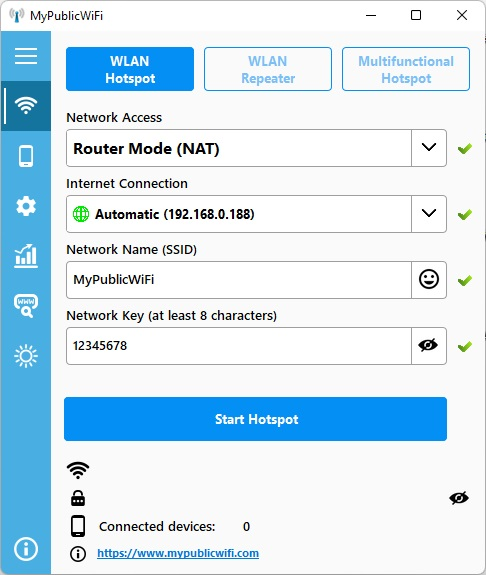 MyPublicWiFi
WLAN
Hotspot
WLAN
Repeater
Multifunctional
Hotspot
Network Access
Router Mode (NAT)
Internet Connection
Automatic (192.168.0.188)
Network Name (SSID)
MyPublicWiFi
Network Key (at least 8 characters)
12345678
WWW
Start Hotspot
Connected devices: 0
https://www.mypublicwifi.com